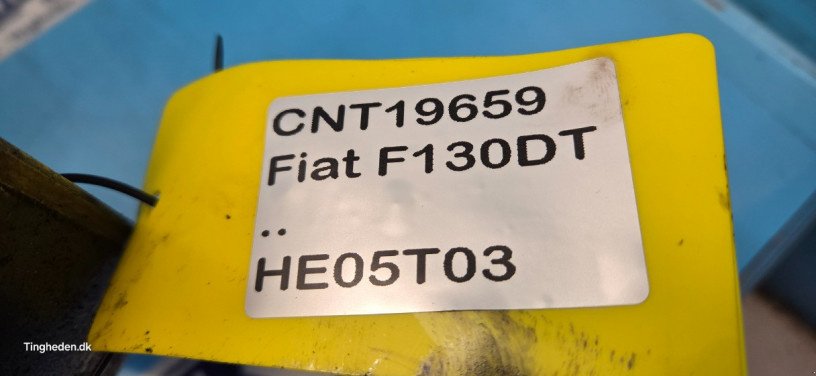 CNT19659
Fiat F130DT
..
HE05T03
Tingheden.dk